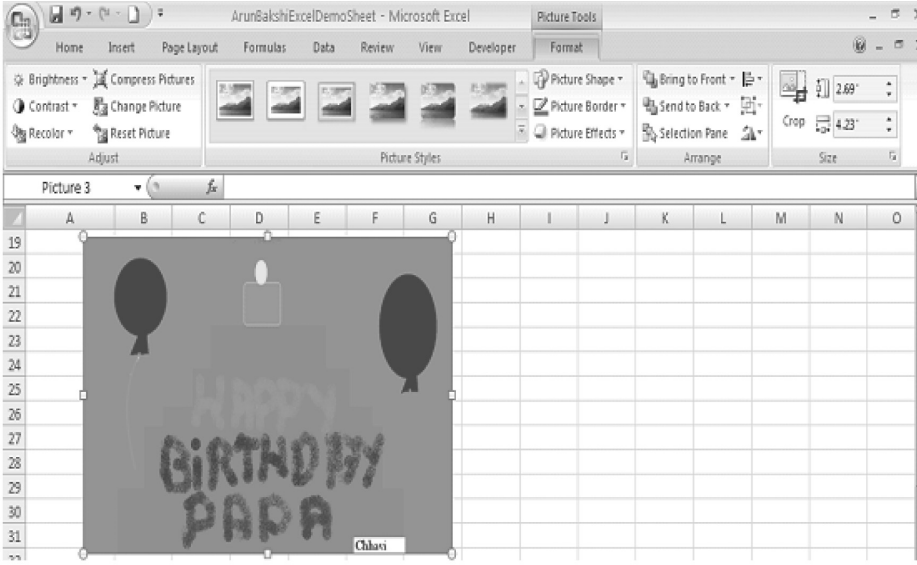 ArunBakshiExcelDemoSheet - Microsoft Excel
Picture Tools
Home Insert Page Layout Formulas Data Review View Developer Format
Brightness Compress Pictures Picture Shape Bring to Front 2.69"
Contrast Change Picture Picture Border Send to Back
Recolor Reset Picture Picture Effects Selection Pane Crop 4.23"
Adjust Picture Styles Arrange Size
Picture 3 fx
A B C D E F G H I J K L M N O
19
20
21
22
23
24
25
26
27
28
29
30
31
32
HAPPY
BiRTHDAY
PAPA
Chhavi